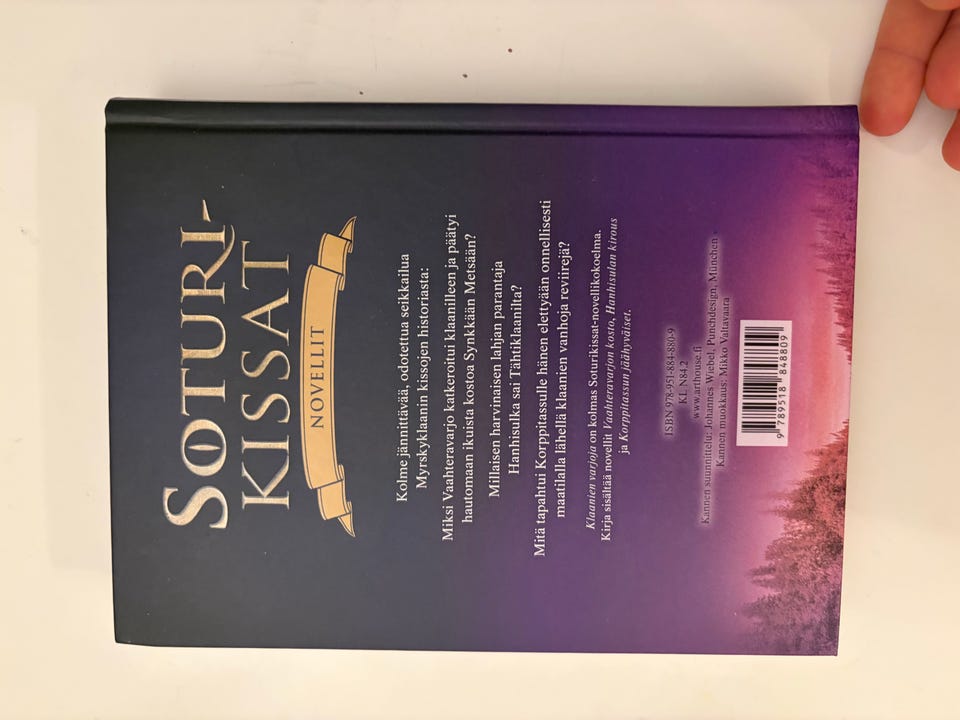 SOTURI-
KISSAT
NOVELLIT
Kolme jännittävää, odotettua seikkailua
Myrskyklaanin kissojen historiasta:
Miksi Vaahteravarjo katkeroitui klaanilleen ja päätyi
hautomaan ikuista kostoa Synkkään Metsään?
Millaisen harvinaisen lahjan parantaja
Hanhisulka sai Tähtiklaanilta?
Mitä tapahtui Korppitassulle hänen elettyään onnellisesti
maatilalla lähellä klaanien vanhoja reviirejä?
Klaanien varjoja on kolmas Soturikissat-novellikokoelma.
Kirja sisältää novellit Vaahteravarjon kosto, Hanhisulan kirous
ja Korppitassun jäähyväiset.
ISBN 978-951-884-880-9
KL N84.2
www.arthouse.fi
Kannen suunnittelu: Johannes Wiebel, Punchdesign, München
Kannen muokkaus: Mikko Valtavaara
9 789518 848809